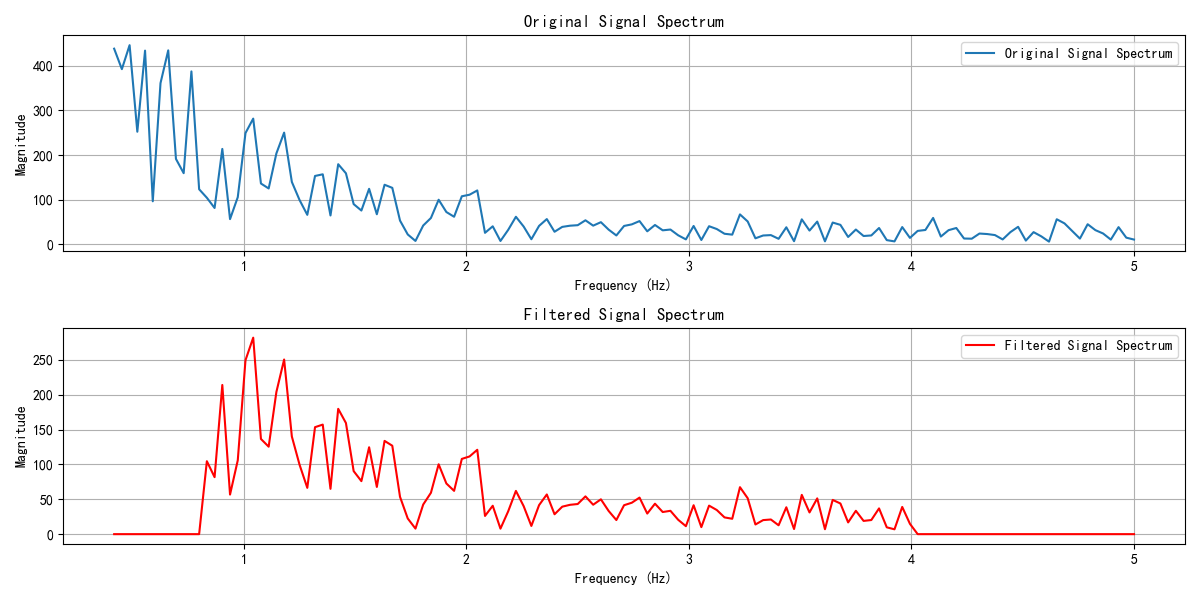 Original Signal Spectrum
Original Signal Spectrum
400
300
200
100
0
Magnitude
1 2 3 4 5
Frequency (Hz)
Filtered Signal Spectrum
Filtered Signal Spectrum
250
200
150
100
50
0
Magnitude
1 2 3 4 5
Frequency (Hz)